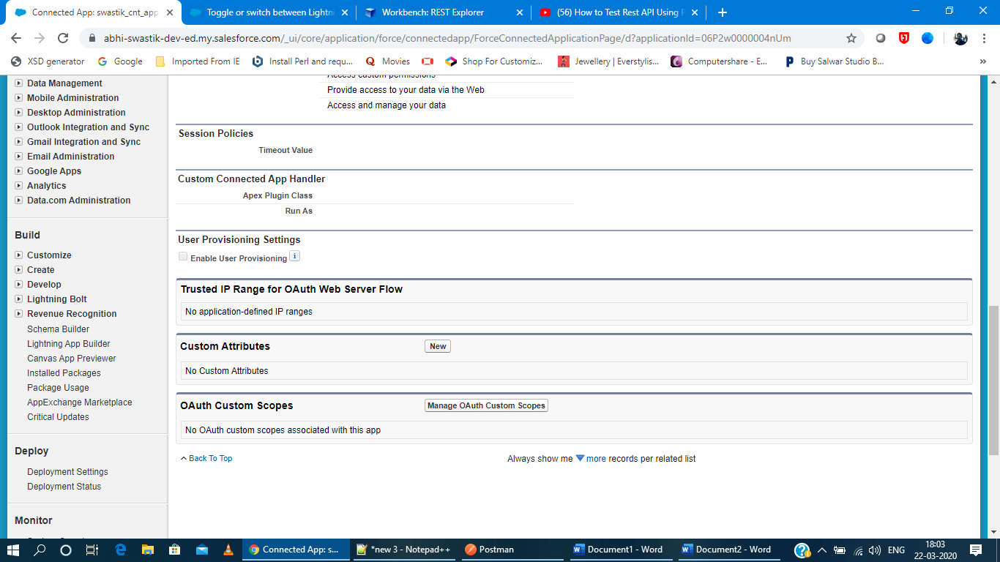 Connected App: swastik_cnt_app
Toggle or switch between Lightni
Workbench: REST Explorer
(56) How to Test Rest API Using P
abhi-swastik-dev-ed.my.salesforce.com/_ui/core/application/force/connectedapp/ForceConnectedApplicationPage/d?applicationId=06P2w0000004nUm
XSD generator
Google
Imported From IE
Install Perl and requ...
Movies
Shop For Customiz...
Jewellery | Everstylis...
Computershare - E...
Buy Salwar Studio B...
Data Management
Mobile Administration
Desktop Administration
Outlook Integration and Sync
Gmail Integration and Sync
Email Administration
Google Apps
Analytics
Data.com Administration
Build
Customize
Create
Develop
Lightning Bolt
Revenue Recognition
Schema Builder
Lightning App Builder
Canvas App Previewer
Installed Packages
Package Usage
AppExchange Marketplace
Critical Updates
Deploy
Deployment Settings
Deployment Status
Monitor
Access custom permissions
Provide access to your data via the Web
Access and manage your data
Session Policies
Timeout Value
Custom Connected App Handler
Apex Plugin Class
Run As
User Provisioning Settings
Enable User Provisioning
Trusted IP Range for OAuth Web Server Flow
No application-defined IP ranges
Custom Attributes
New
No Custom Attributes
OAuth Custom Scopes
Manage OAuth Custom Scopes
No OAuth custom scopes associated with this app
Back To Top
Always show me more records per related list
Connected App: s...
*new 3 - Notepad++
Postman
Document1 - Word
Document2 - Word
ENG
18:03
22-03-2020